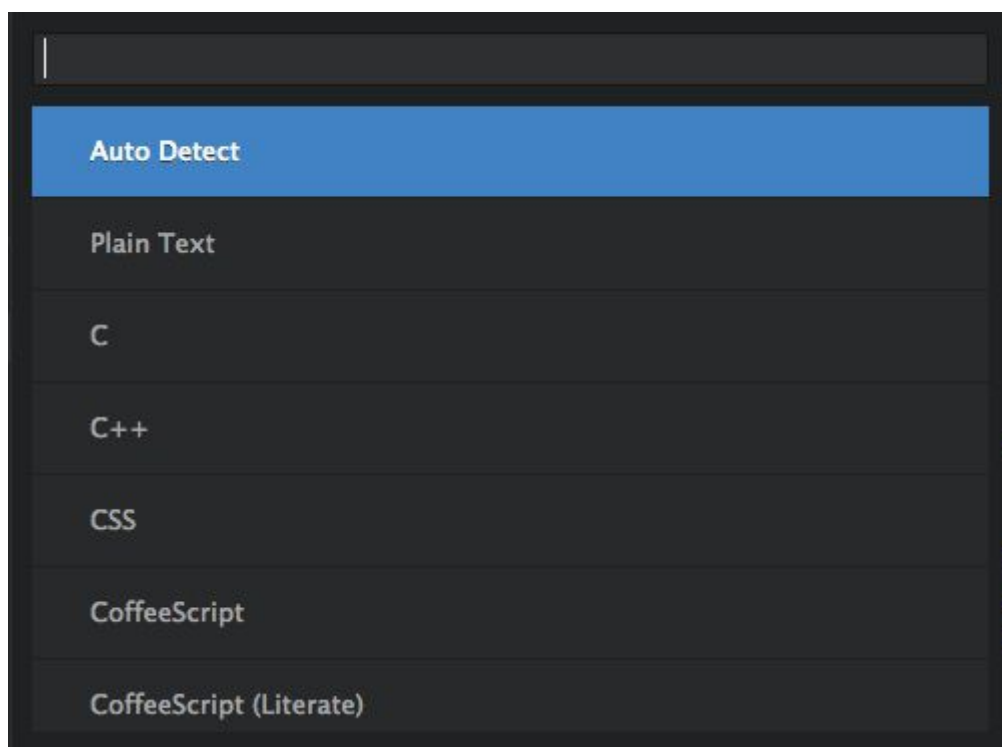 Auto Detect
Plain Text
C
C++
CSS
CoffeeScript
CoffeeScript (Literate)